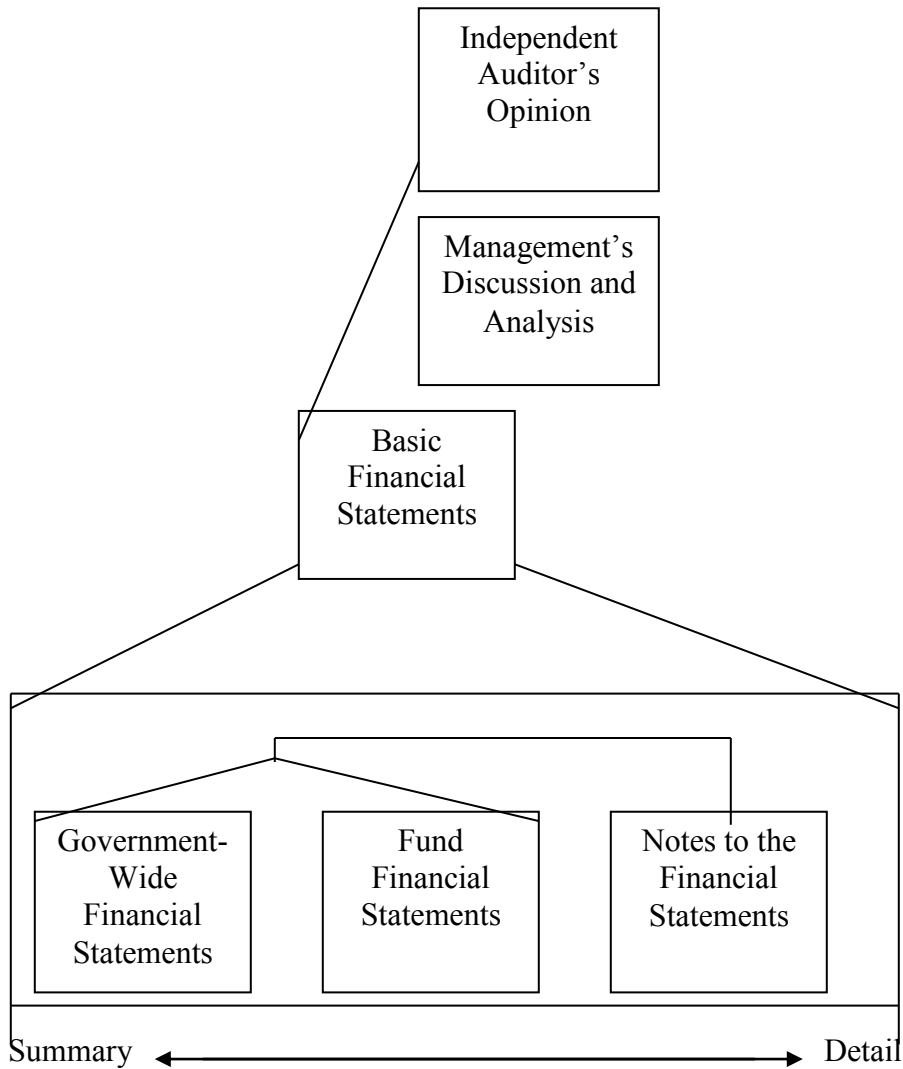 Independent
Auditor’s
Opinion
Management’s
Discussion and
Analysis
Basic
Financial
Statements
Government-
Wide
Financial
Statements
Fund
Financial
Statements
Notes to the
Financial
Statements
Summary
Detail